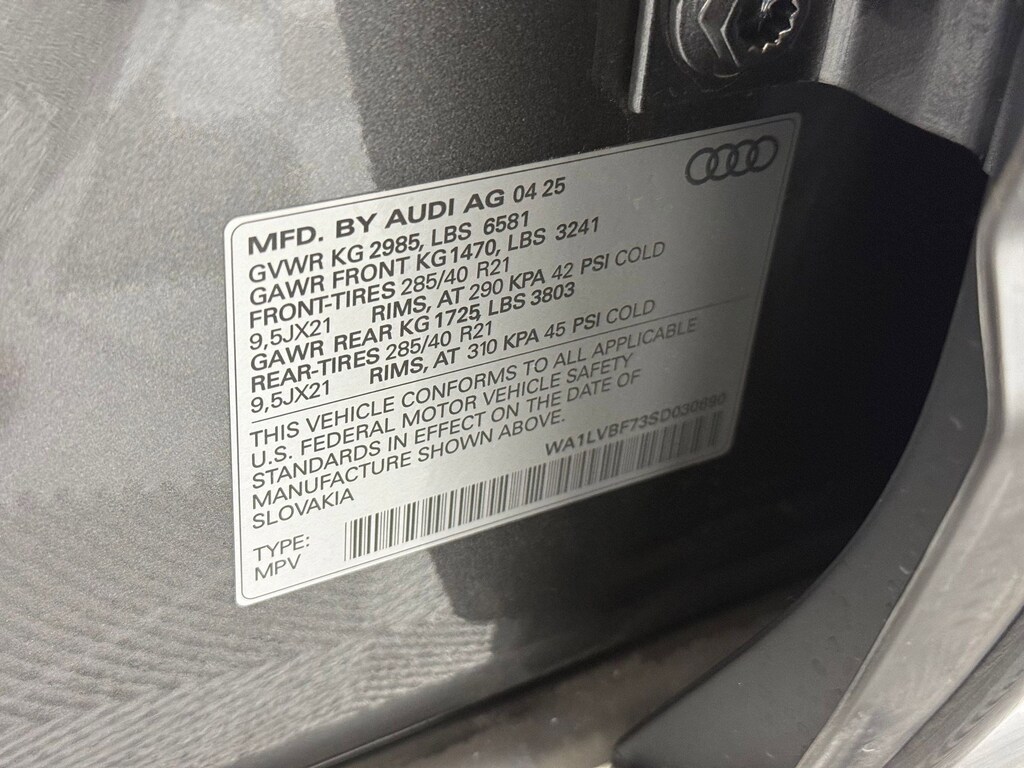 MFD. BY AUDI AG 04 25
GVWR KG 2985, LBS 6581
GAWR FRONT KG 1470, LBS 3241
FRONT-TIRES 285/40 R21
9,5JX21 RIMS, AT 290 KPA 42 PSI COLD
GAWR REAR KG 1725, LBS 3803
REAR-TIRES 285/40 R21
9,5JX21 RIMS, AT 310 KPA 45 PSI COLD
THIS VEHICLE CONFORMS TO ALL APPLICABLE
U.S. FEDERAL MOTOR VEHICLE SAFETY
STANDARDS IN EFFECT ON THE DATE OF
MANUFACTURE SHOWN ABOVE.
SLOVAKIA
WA1LVBF73SD030690
TYPE:
MPV